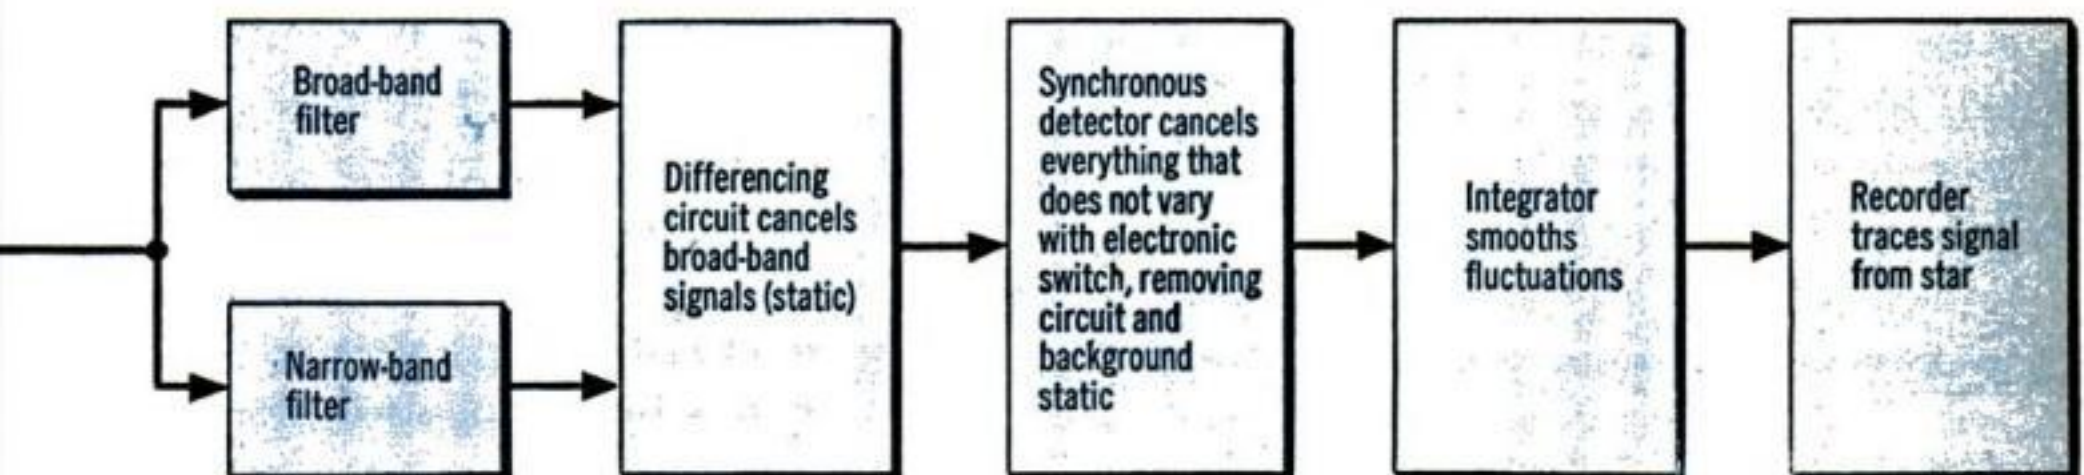 Broad-band
filter
Narrow-band
filter
Differencing
circuit cancels
broad-band
signals (static)
Synchronous
detector cancels
everything that
does not vary
with electronic
switch, removing
circuit and
background
static
Integrator
smooths
fluctuations
Recorder
traces signal
from star